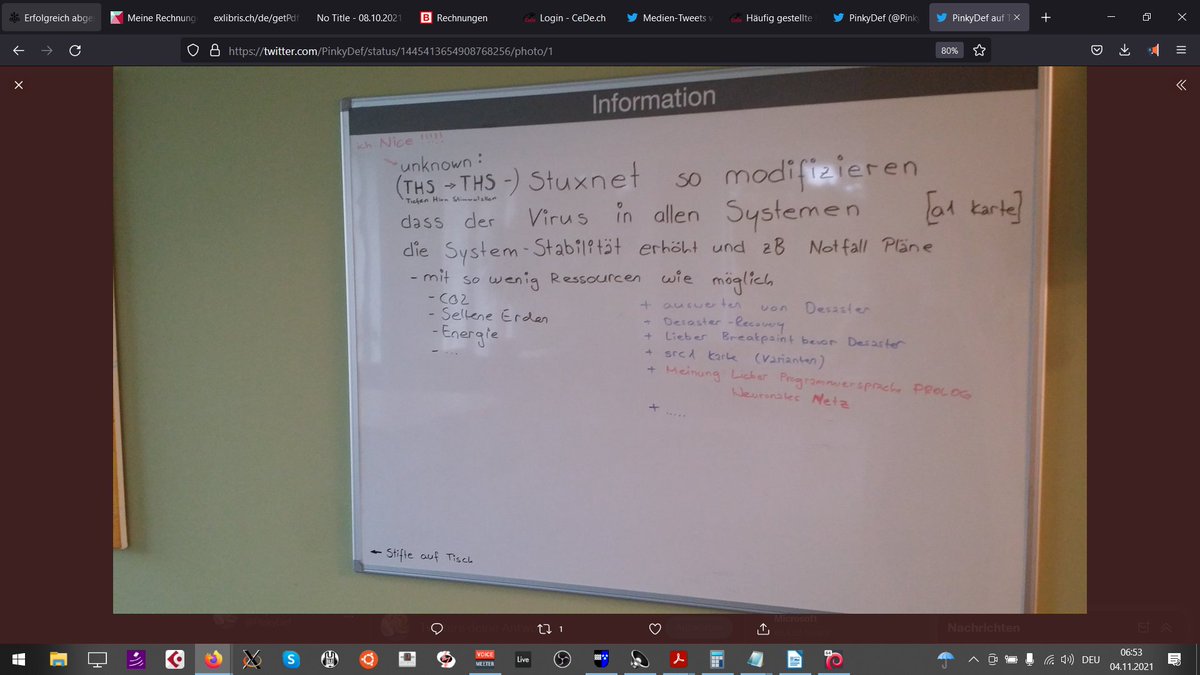 Erfolgreich abge
Meine Rechnung
exlibris.ch/de/getPdf
No Title - 08.10.2021
Rechnungen
Login - CeDe.ch
Medien-Tweets v
Häufig gestellte
PinkyDef (@Pink
PinkyDef auf T
https://twitter.com/PinkyDef/status/1445413654908768256/photo/1
80%
Information
Ich Nice !!!!!
unknown:
(THS → THS -) Stuxnet so modifizieren
Tiefen Hirn Stimulation
dass der Virus in allen Systemen [a1 Karte]
die System-Stabilität erhöht und zB Notfall Pläne
- mit so wenig Ressourcen wie möglich
- CO2
- Seltene Erden
- Energie
- ...
+ auswerten von Desaster
+ Desaster-Recovery
+ Lieber Breakpoint bevor Desaster
+ src1 Karte (Varianten)
+ Meinung Lieber Programmiersprache PROLOG
Neuronales Netz
+ .....
← Stifte auf Tisch
1
Microsoft
Nachrichten
VOICE
MEETER
Live
DEU
06:53
04.11.2021